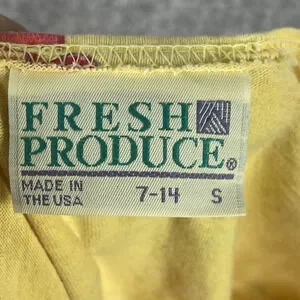 FRESH
PRODUCE®
MADE IN
THE USA
7-14 S